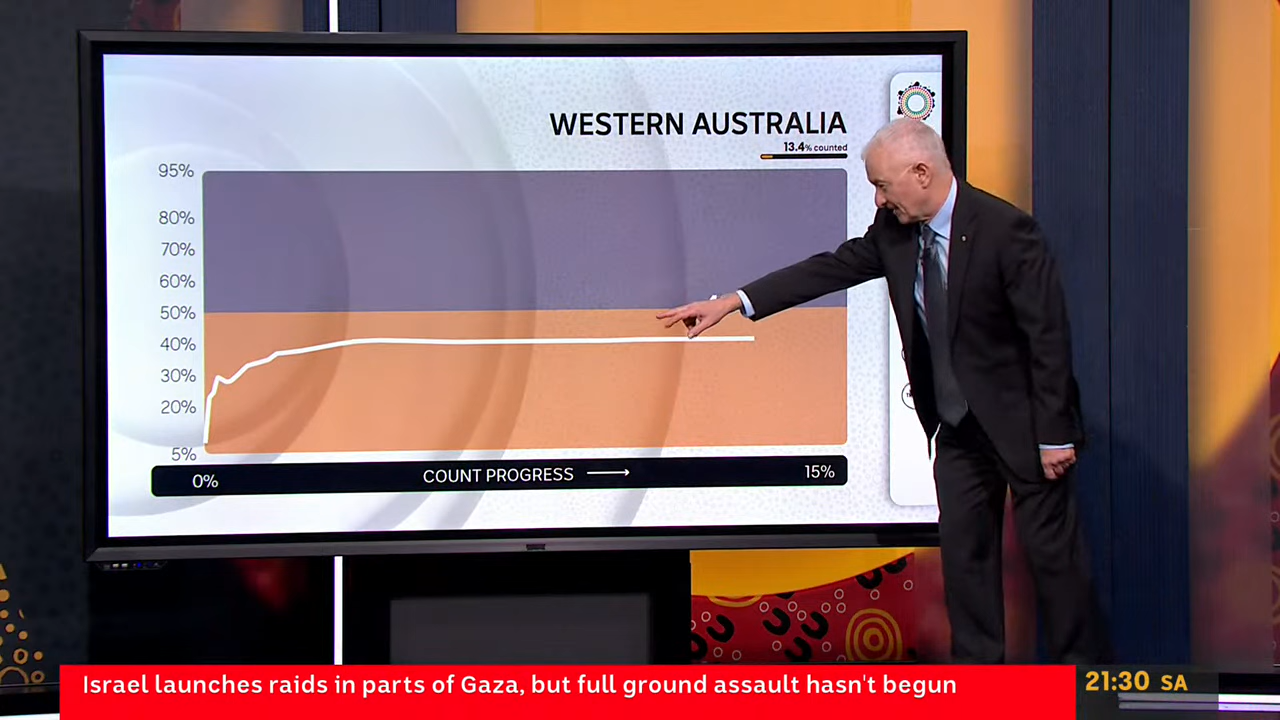 WESTERN AUSTRALIA
13.4% counted
95%
80%
70%
60%
50%
40%
30%
20%
5%
0%
COUNT PROGRESS
15%
Israel launches raids in parts of Gaza, but full ground assault hasn't begun
21:30 SA